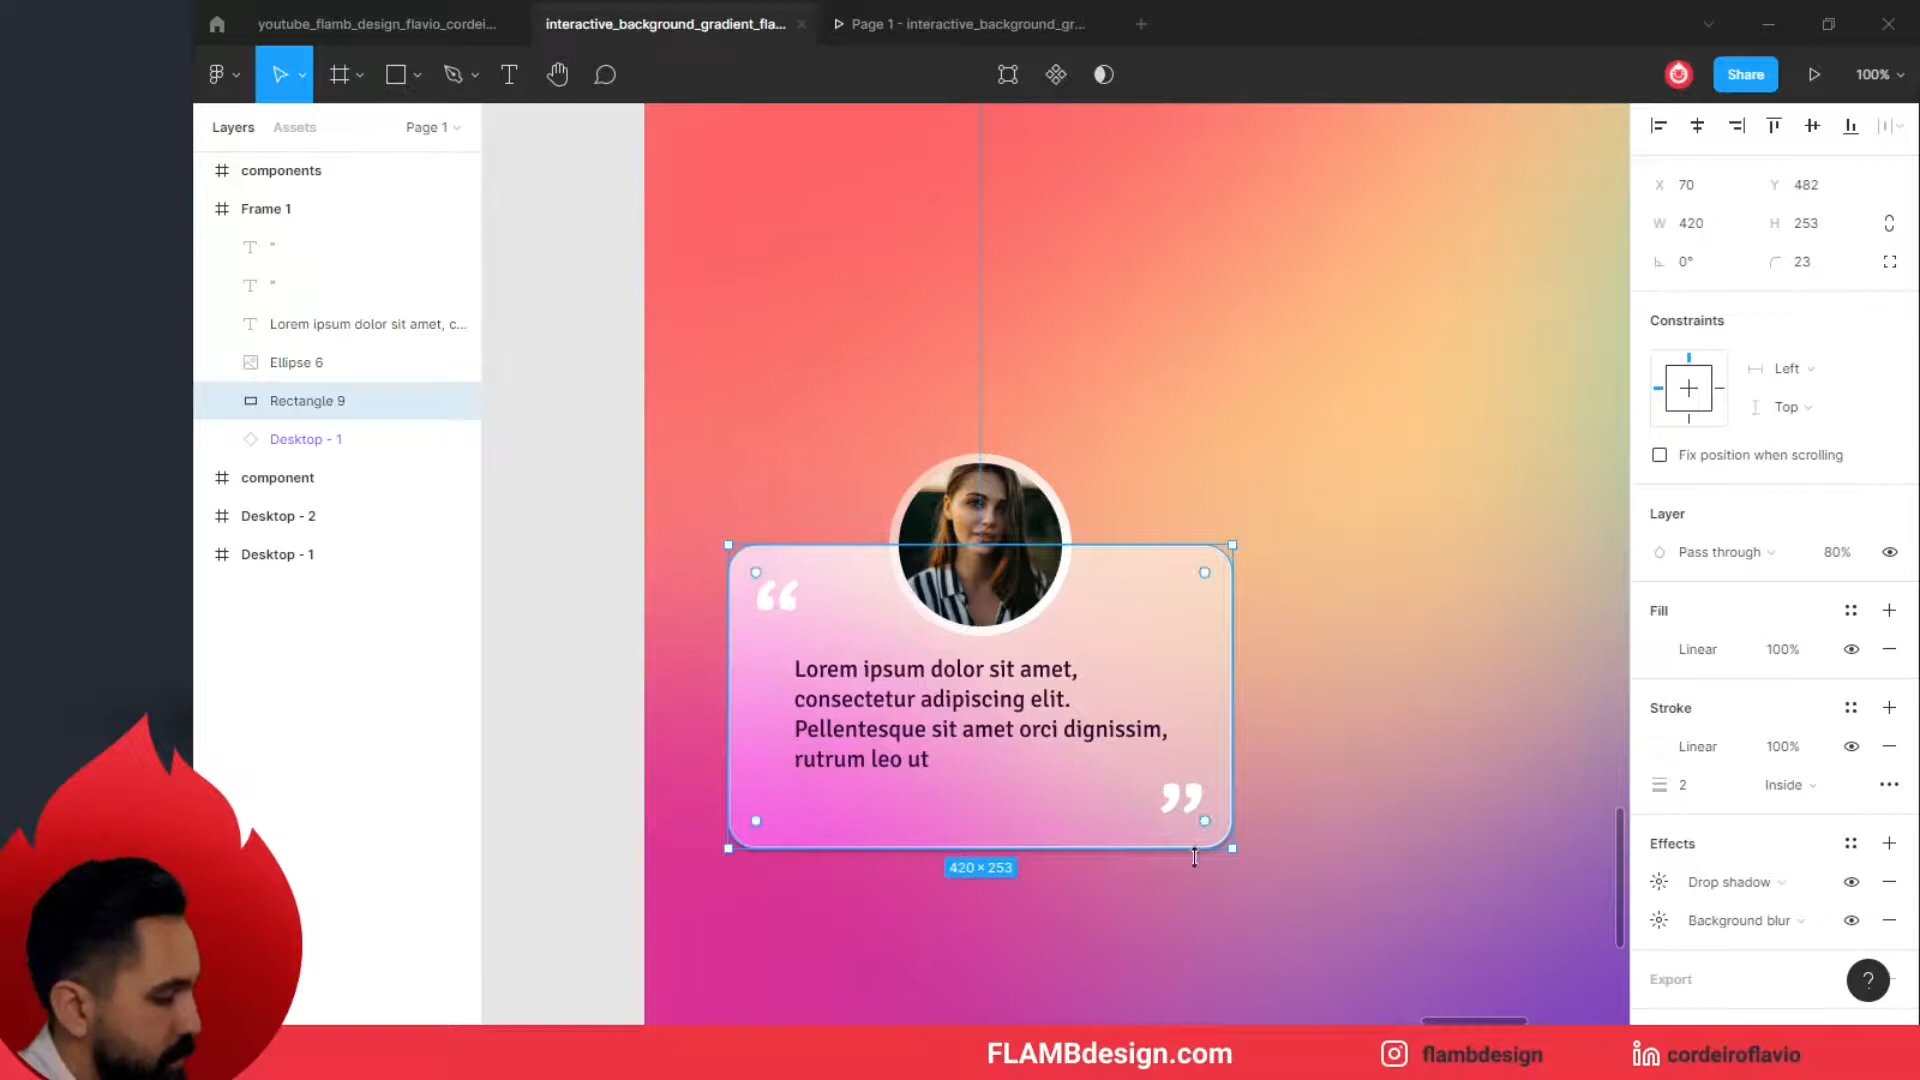 youtube_flamb_design_flavio_cordei...
interactive_background_gradient_fla...
Page 1 - interactive_background_gr...
Share
100%
Layers
Assets
Page 1
components
Frame 1
"
"
Lorem ipsum dolor sit amet, c...
Ellipse 6
Rectangle 9
Desktop - 1
component
Desktop - 2
Desktop - 1
“
Lorem ipsum dolor sit amet,
consectetur adipiscing elit.
Pellentesque sit amet orci dignissim,
rutrum leo ut
”
420 × 253
X 70
Y 482
W 420
H 253
0°
23
Constraints
Left
Top
Fix position when scrolling
Layer
Pass through
80%
Fill
Linear
100%
Stroke
Linear
100%
2
Inside
Effects
Drop shadow
Background blur
Export
?
FLAMBdesign.com
flambdesign
in cordeiroflavio